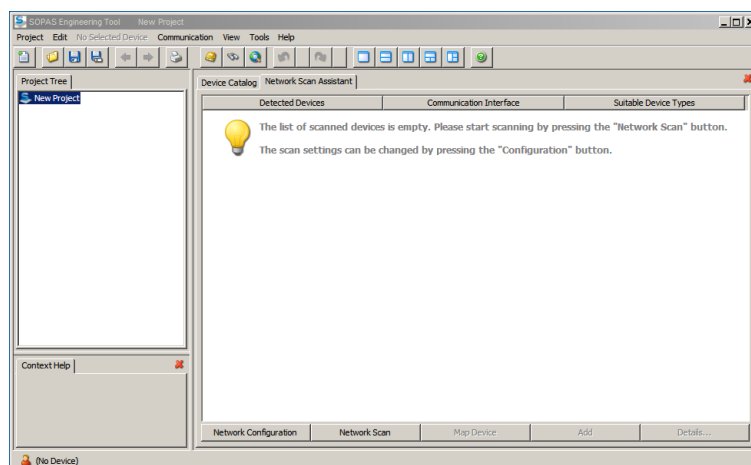 SOPAS Engineering Tool New Project
Project Edit No Selected Device Communication View Tools Help
Project Tree
New Project
Device Catalog Network Scan Assistant
Detected Devices Communication Interface Suitable Device Types
The list of scanned devices is empty. Please start scanning by pressing the "Network Scan" button.
The scan settings can be changed by pressing the "Configuration" button.
Context Help
Network Configuration Network Scan Map Device Add Details...
(No Device)